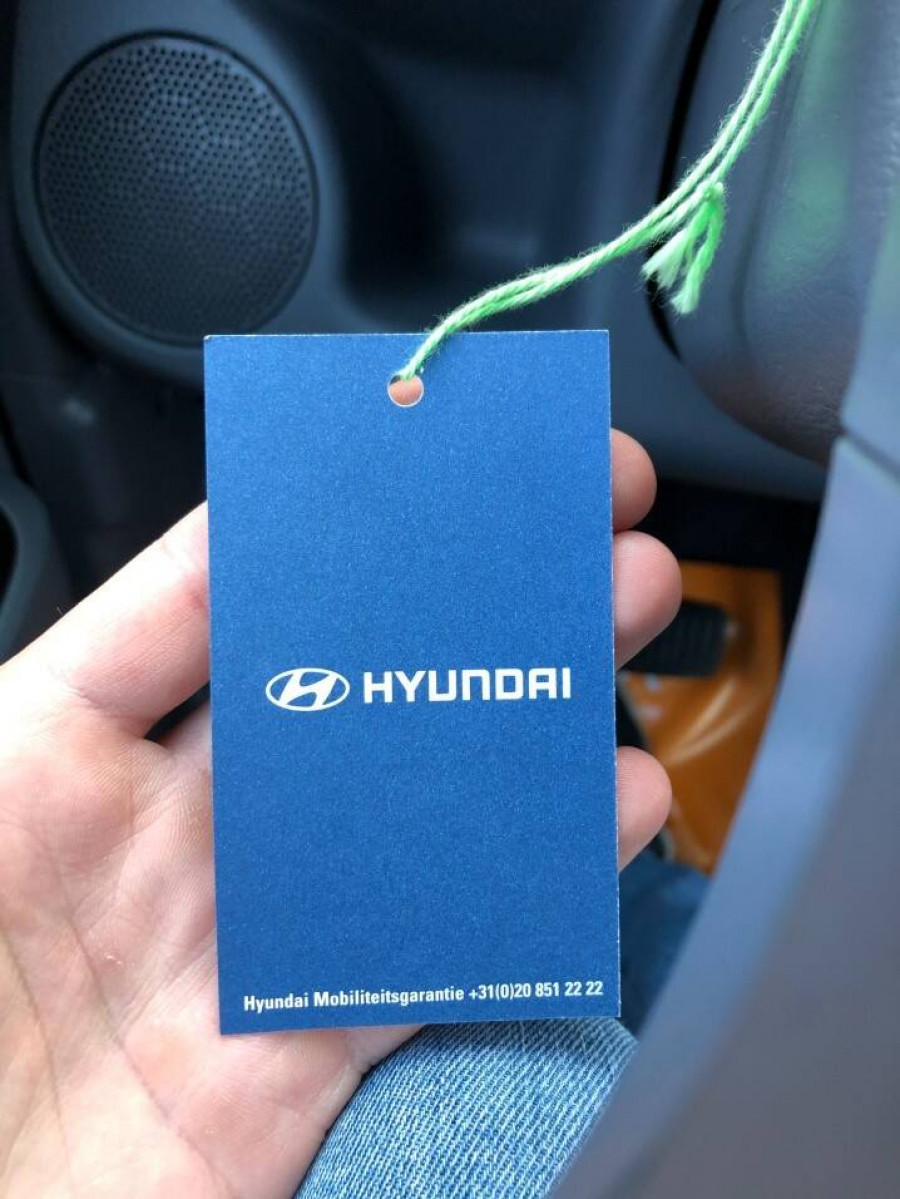 HYUNDAI
Hyundai Mobiliteitsgarantie +31(0)20 851 22 22